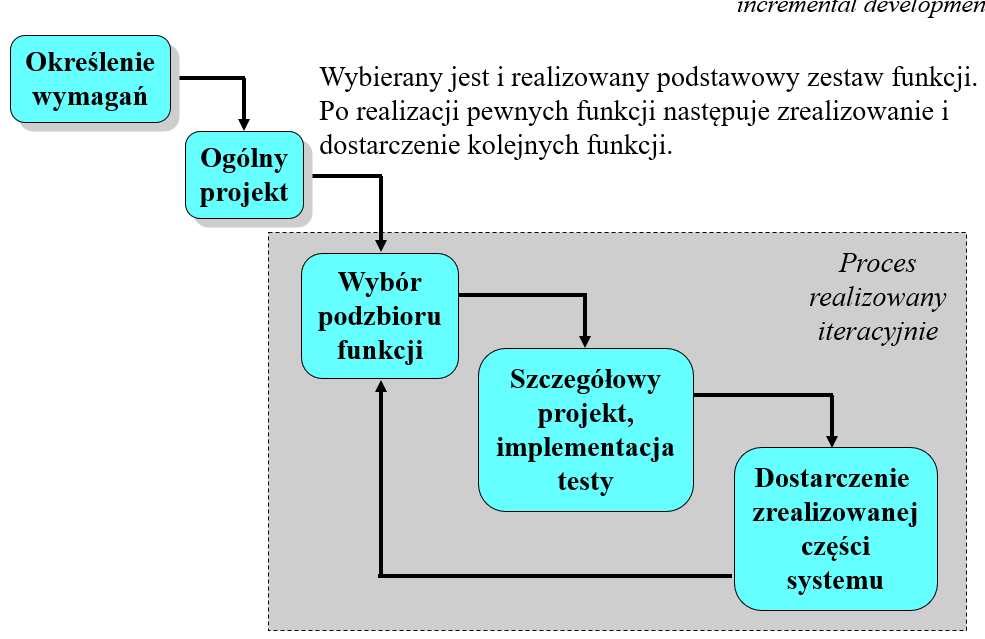 incremental developmen
Określenie
wymagań
Wybierany jest i realizowany podstawowy zestaw funkcji.
Po realizacji pewnych funkcji następuje zrealizowanie i
dostarczenie kolejnych funkcji.
Ogólny
projekt
Proces
realizowany
iteracyjnie
Wybór
podzbioru
funkcji
Szczegółowy
projekt,
implementacja
testy
Dostarczenie
zrealizowanej
części
systemu